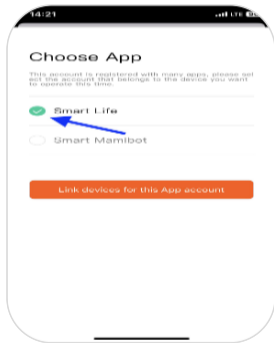 14:21
LTE
Choose App
This account is registered with many apps, please sel
ect the account that belongs to the device you want
to operate this time.
Smart Life
Smart Mamibot
Link devices for this App account